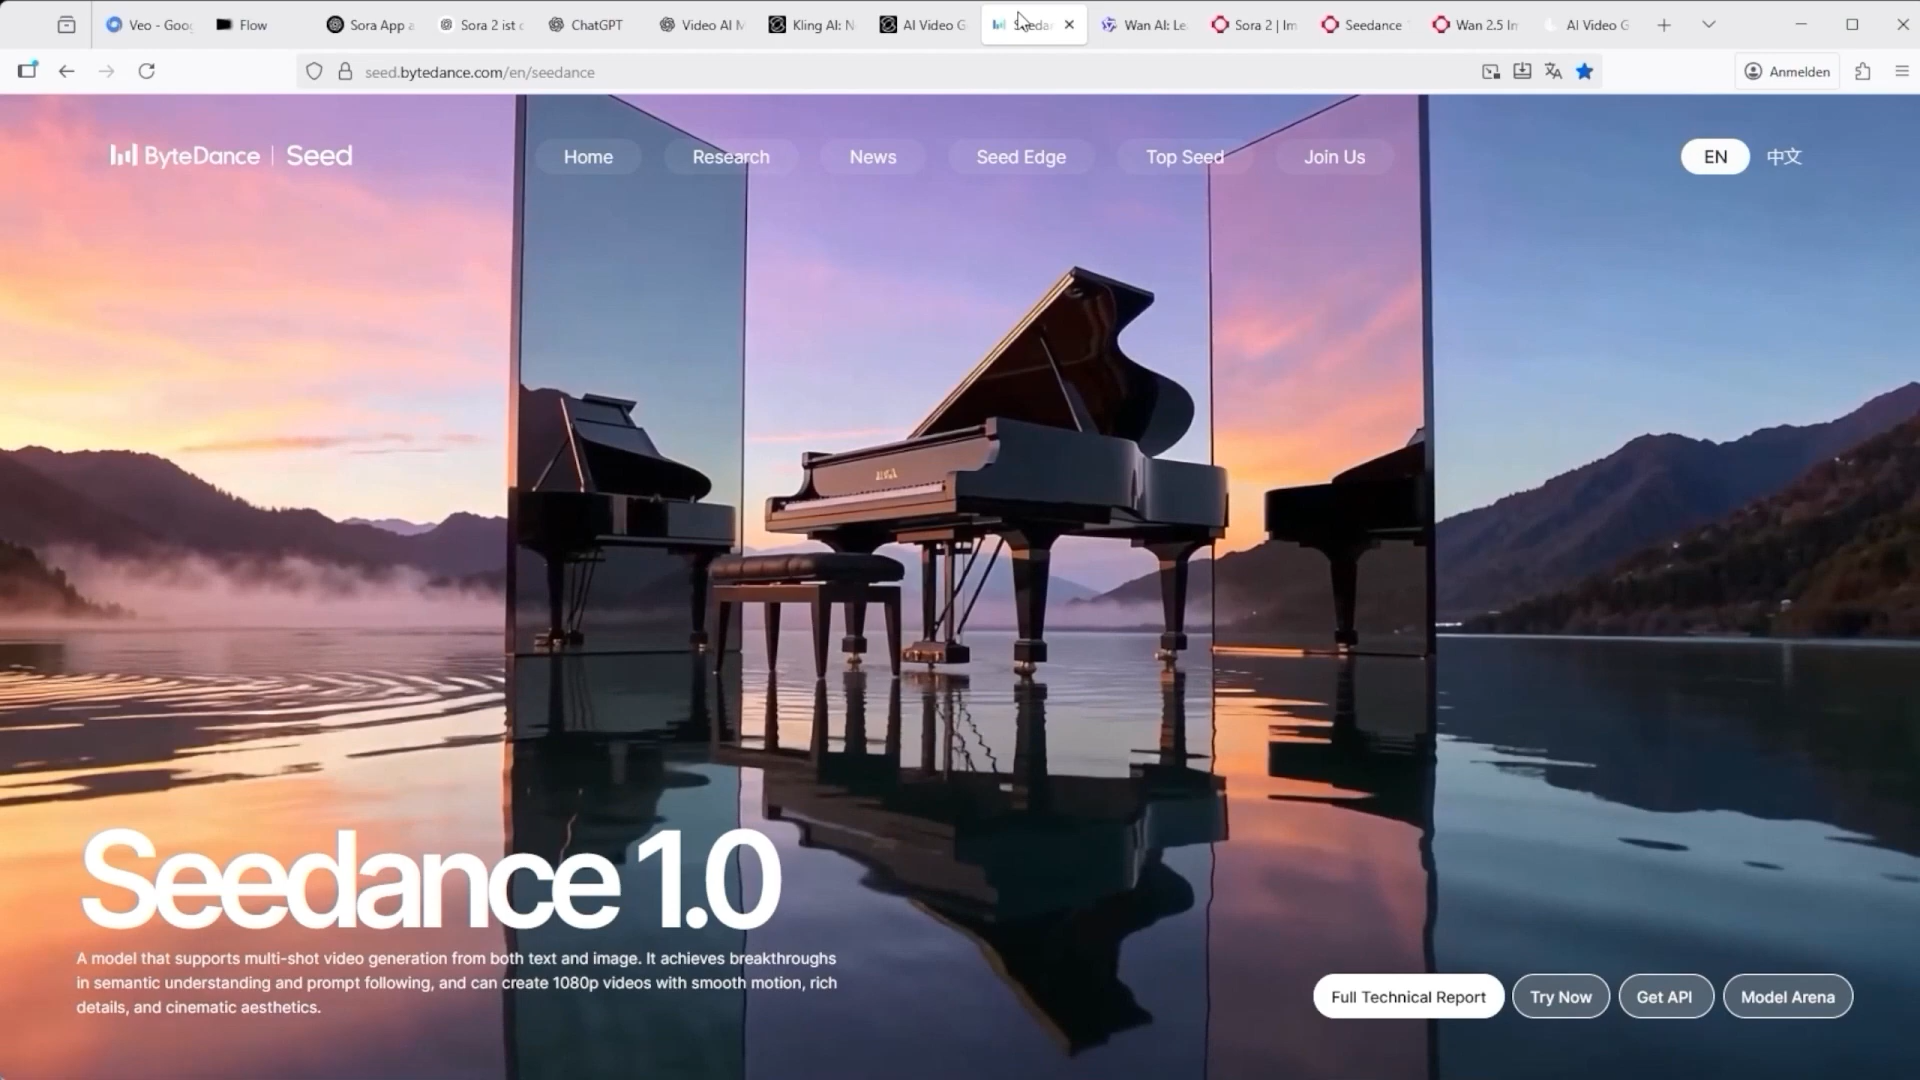 Veo - Goog
Flow
Sora App a
Sora 2 ist c
ChatGPT
Video AI M
Kling AI: N
AI Video G
Seedan
Wan AI: Le
Sora 2 | Im
Seedance
Wan 2.5 In
AI Video G
seed.bytedance.com/en/seedance
Anmelden
ByteDance | Seed
Home
Research
News
Seed Edge
Top Seed
Join Us
EN
中文
Seedance 1.0
A model that supports multi-shot video generation from both text and image. It achieves breakthroughs
in semantic understanding and prompt following, and can create 1080p videos with smooth motion, rich
details, and cinematic aesthetics.
Full Technical Report
Try Now
Get API
Model Arena